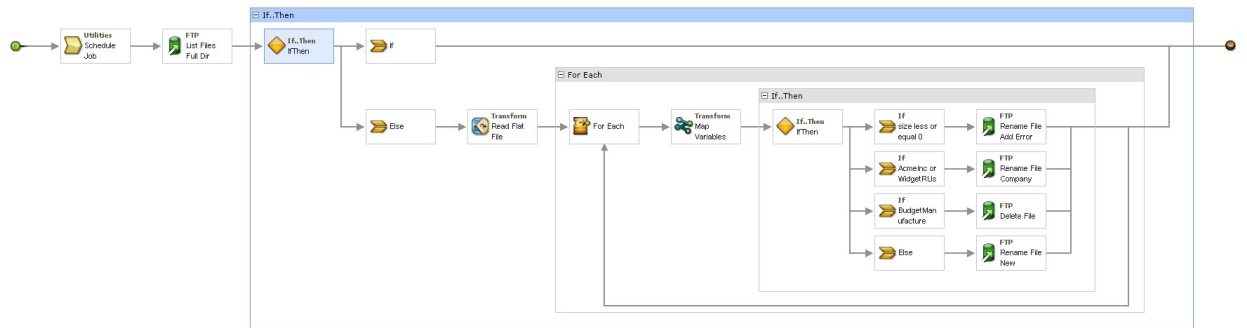 If..Then
Utilities
Schedule
Job
FTP
List Files
Full Dir
If..Then
IfThen
If
For Each
If..Then
Else
Transform
Read Flat
File
For Each
Transform
Map
Variables
If..Then
IfThen
If
size less or
equal 0
FTP
Rename File
Add Error
If
AcmeInc or
WidgetRUs
FTP
Rename File
Company
If
BudgetMan
ufacture
FTP
Delete File
Else
FTP
Rename File
New